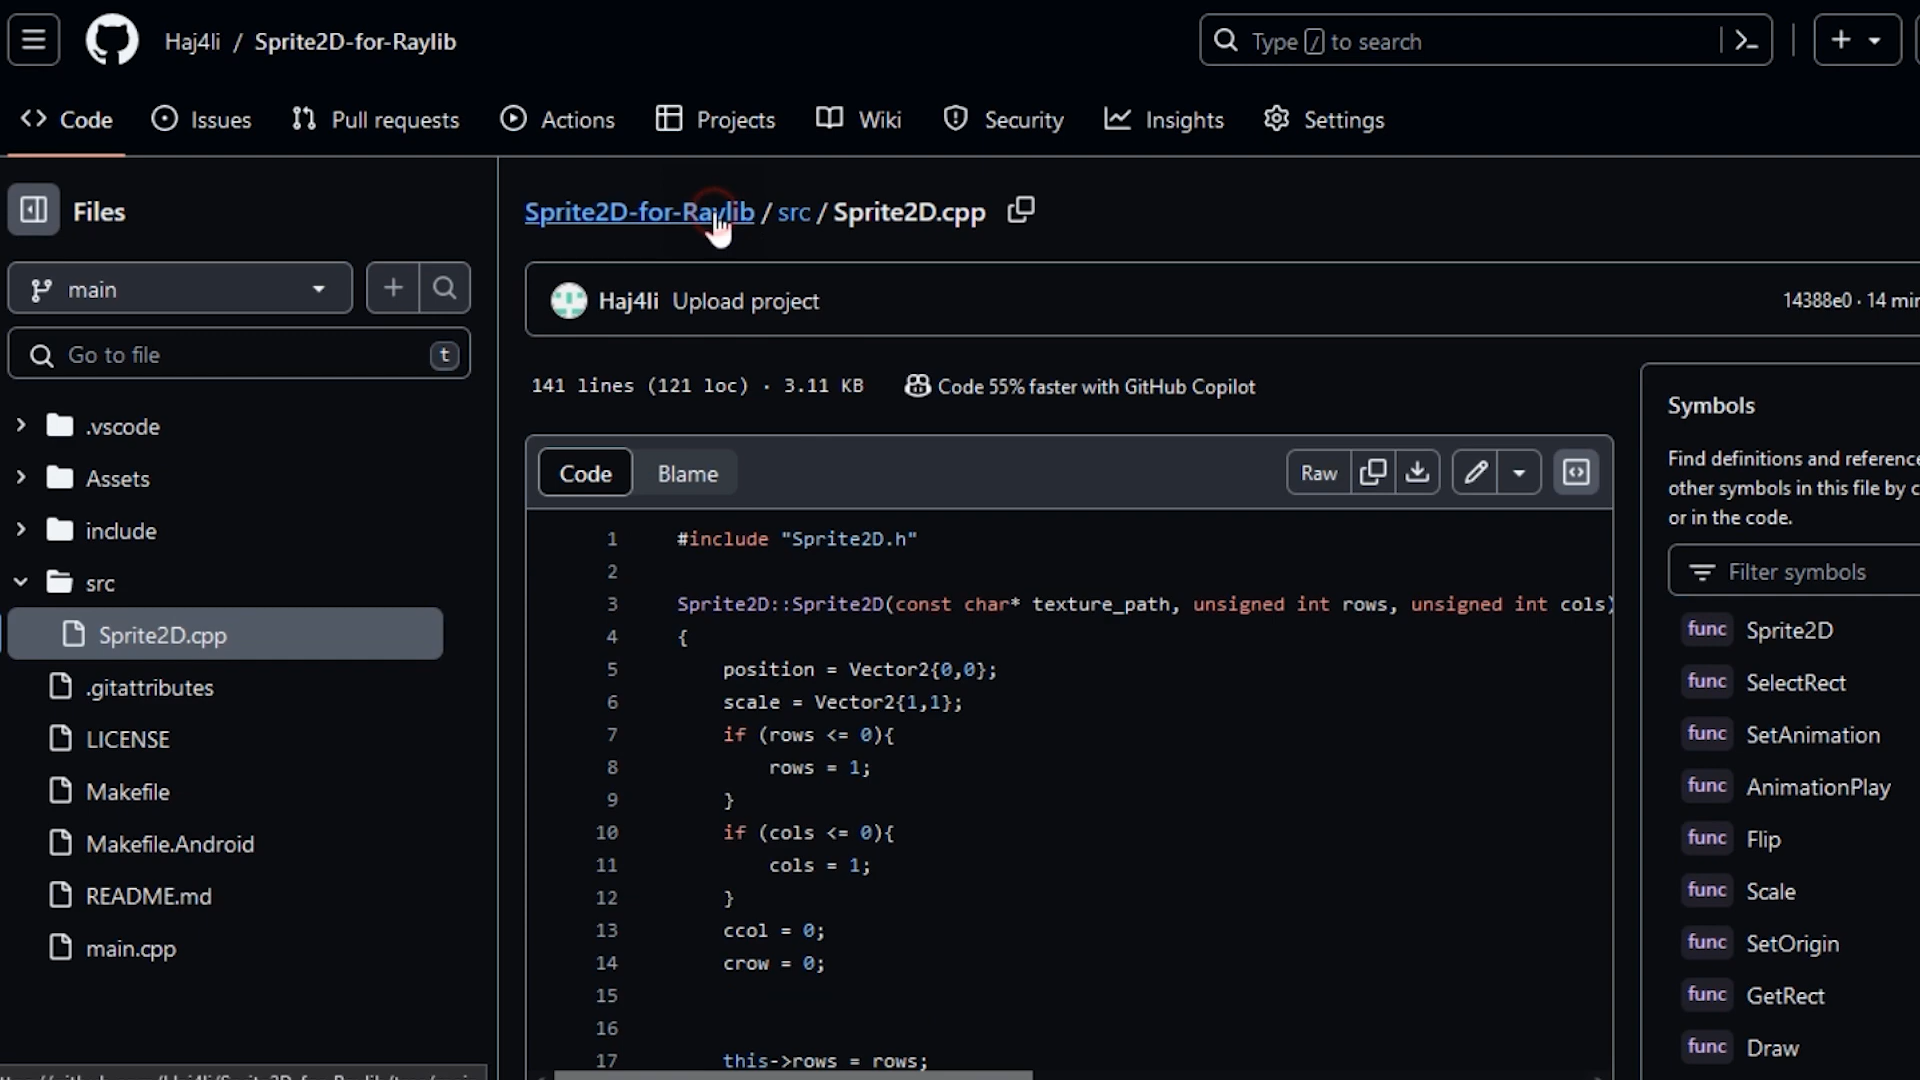 Haj4li / Sprite2D-for-Raylib
Type / to search
Code Issues Pull requests Actions Projects Wiki Security Insights Settings
Files
main
Go to file t
.vscode
Assets
include
src
Sprite2D.cpp
.gitattributes
LICENSE
Makefile
Makefile.Android
README.md
main.cpp
Sprite2D-for-Raylib / src / Sprite2D.cpp
Haj4li Upload project 14388e0 · 14 min
141 lines (121 loc) · 3.11 KB Code 55% faster with GitHub Copilot
Code Blame Raw
1 #include "Sprite2D.h"
2
3 Sprite2D::Sprite2D(const char* texture_path, unsigned int rows, unsigned int cols)
4 {
5 position = Vector2{0,0};
6 scale = Vector2{1,1};
7 if (rows <= 0){
8 rows = 1;
9 }
10 if (cols <= 0){
11 cols = 1;
12 }
13 ccol = 0;
14 crow = 0;
15
16
17 this->rows = rows;
Symbols
Find definitions and reference
other symbols in this file by c
or in the code.
Filter symbols
func Sprite2D
func SelectRect
func SetAnimation
func AnimationPlay
func Flip
func Scale
func SetOrigin
func GetRect
func Draw